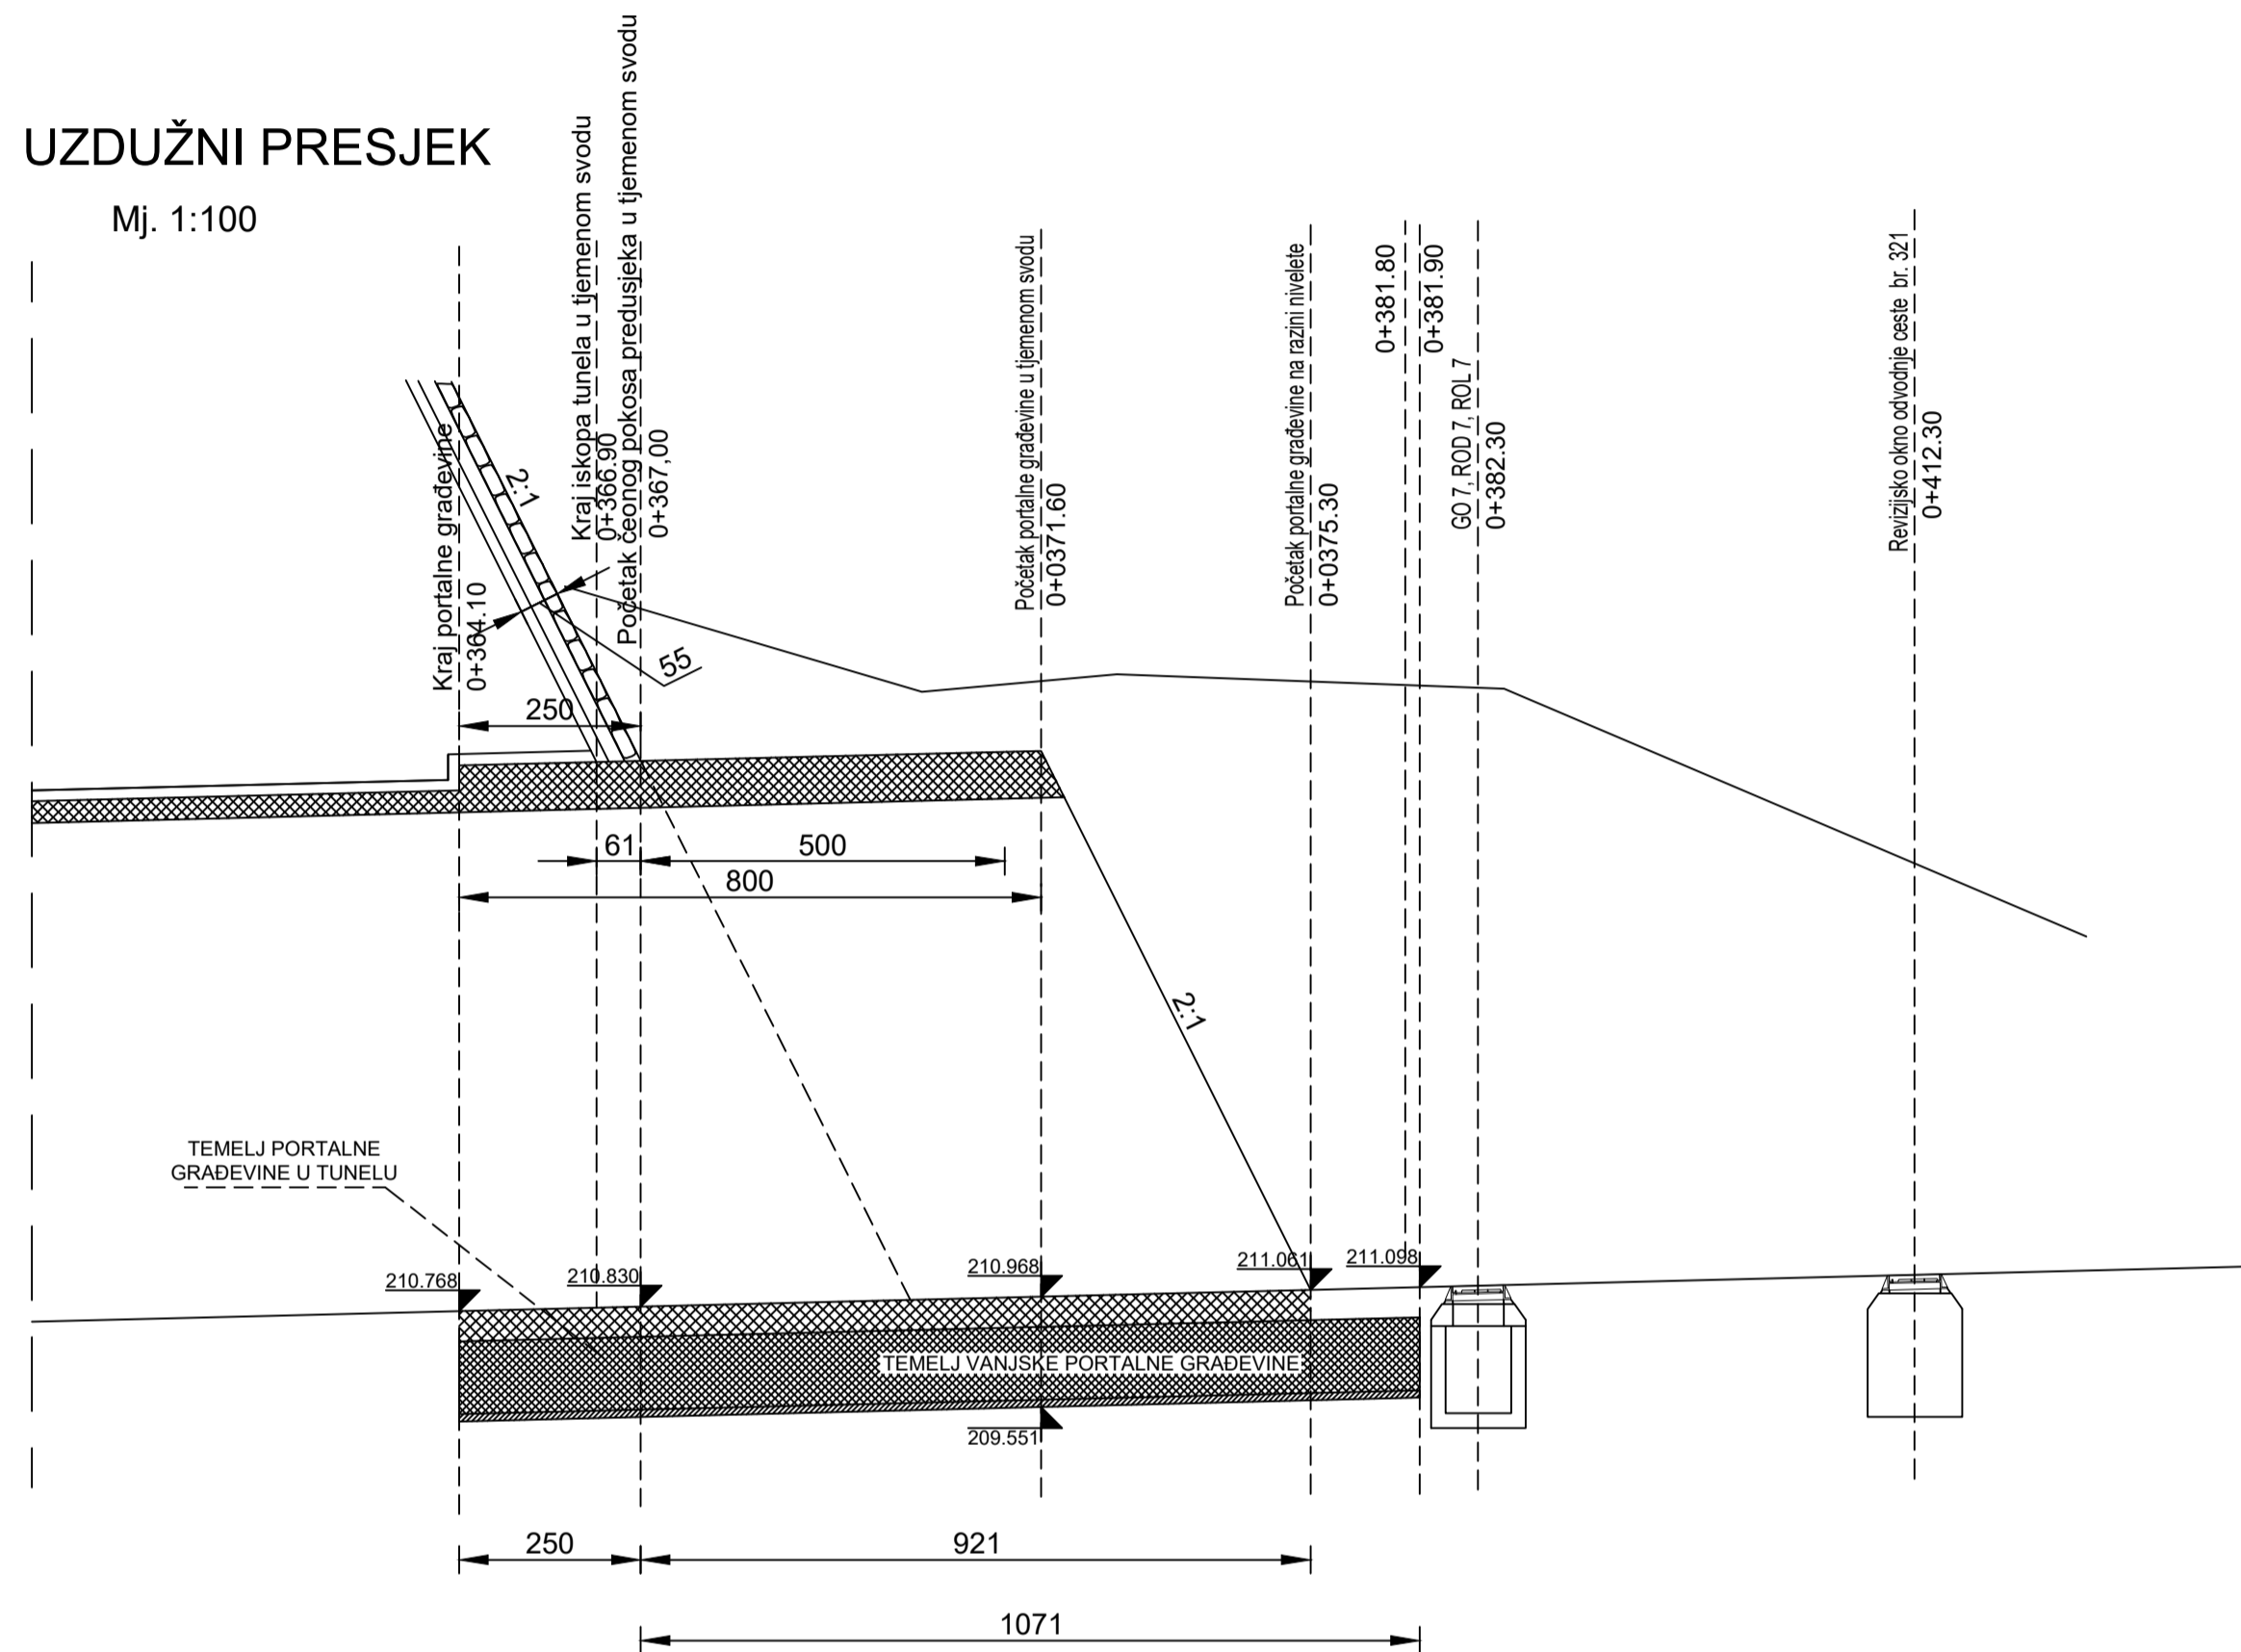 UZDUŽNI PRESJEK
Mj. 1:100
Kraj portalne građevine
0+364.10
Kraj iskopa tunela u tjemenom svodu
0+366.90
Početak čeonog pokosa predusjeka u tjemenom svodu
0+367,00
Početak portalne građevine u tjemenom svodu
0+0371.60
Početak portalne građevine na razini nivelete
0+0375.30
0+381.80
0+381.90
GO 7, ROD 7, ROL 7
0+382.30
Revizijsko okno odvodnje ceste br. 321
0+412.30
2:1
55
250
61
500
800
2:1
TEMELJ PORTALNE
GRAĐEVINE U TUNELU
210.768
210.830
210.968
211.061
211.098
TEMELJ VANJSKE PORTALNE GRAĐEVINE
209.551
250
921
1071